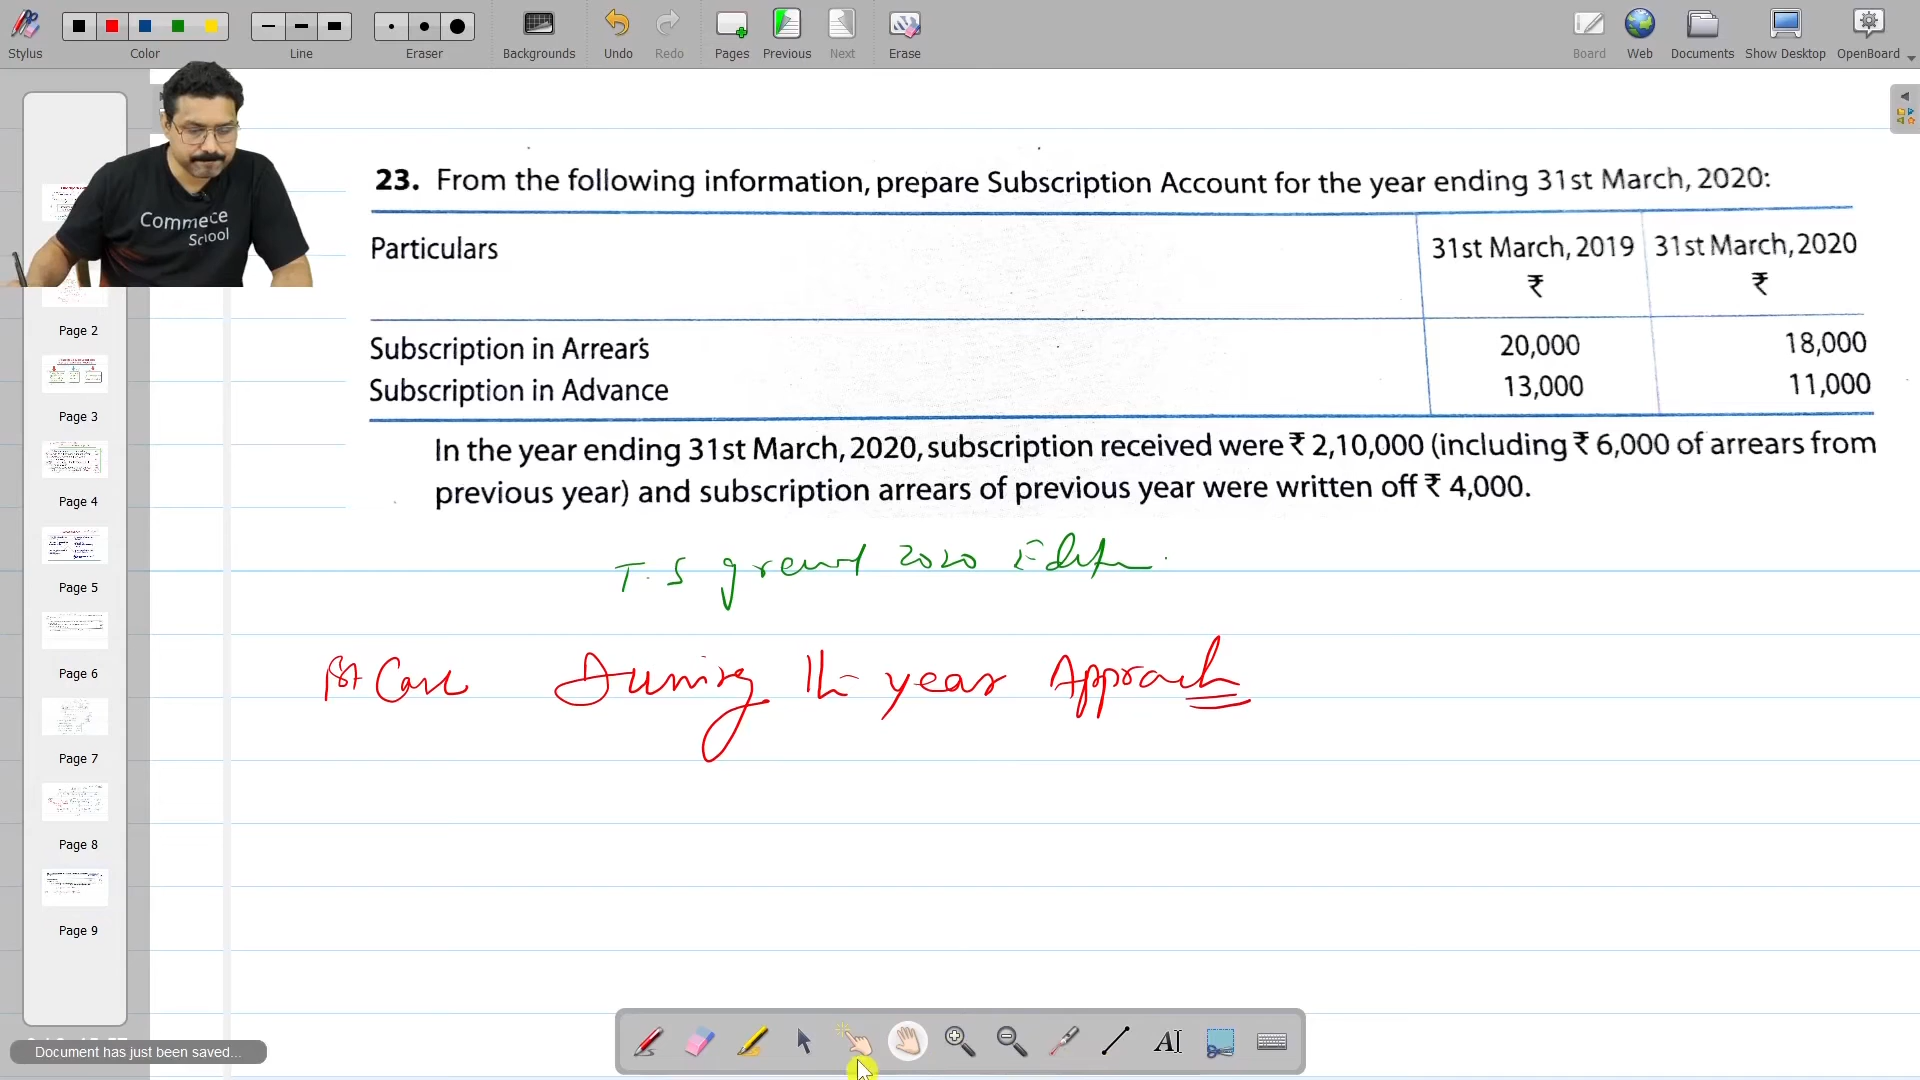 Stylus Color Line Eraser Backgrounds Undo Redo Pages Previous Next Erase Board Web Documents Show Desktop OpenBoard
Commece
School
23. From the following information, prepare Subscription Account for the year ending 31st March, 2020:
Particulars 31st March, 2019 31st March, 2020
₹ ₹
Subscription in Arrears 20,000 18,000
Subscription in Advance 13,000 11,000
In the year ending 31st March, 2020, subscription received were ₹ 2,10,000 (including ₹ 6,000 of arrears from
previous year) and subscription arrears of previous year were written off ₹ 4,000.
T.S grewal 2020 Edition
1st Case During the year Approach
Page 2
Page 3
Page 4
Page 5
Page 6
Page 7
Page 8
Page 9
Document has just been saved...